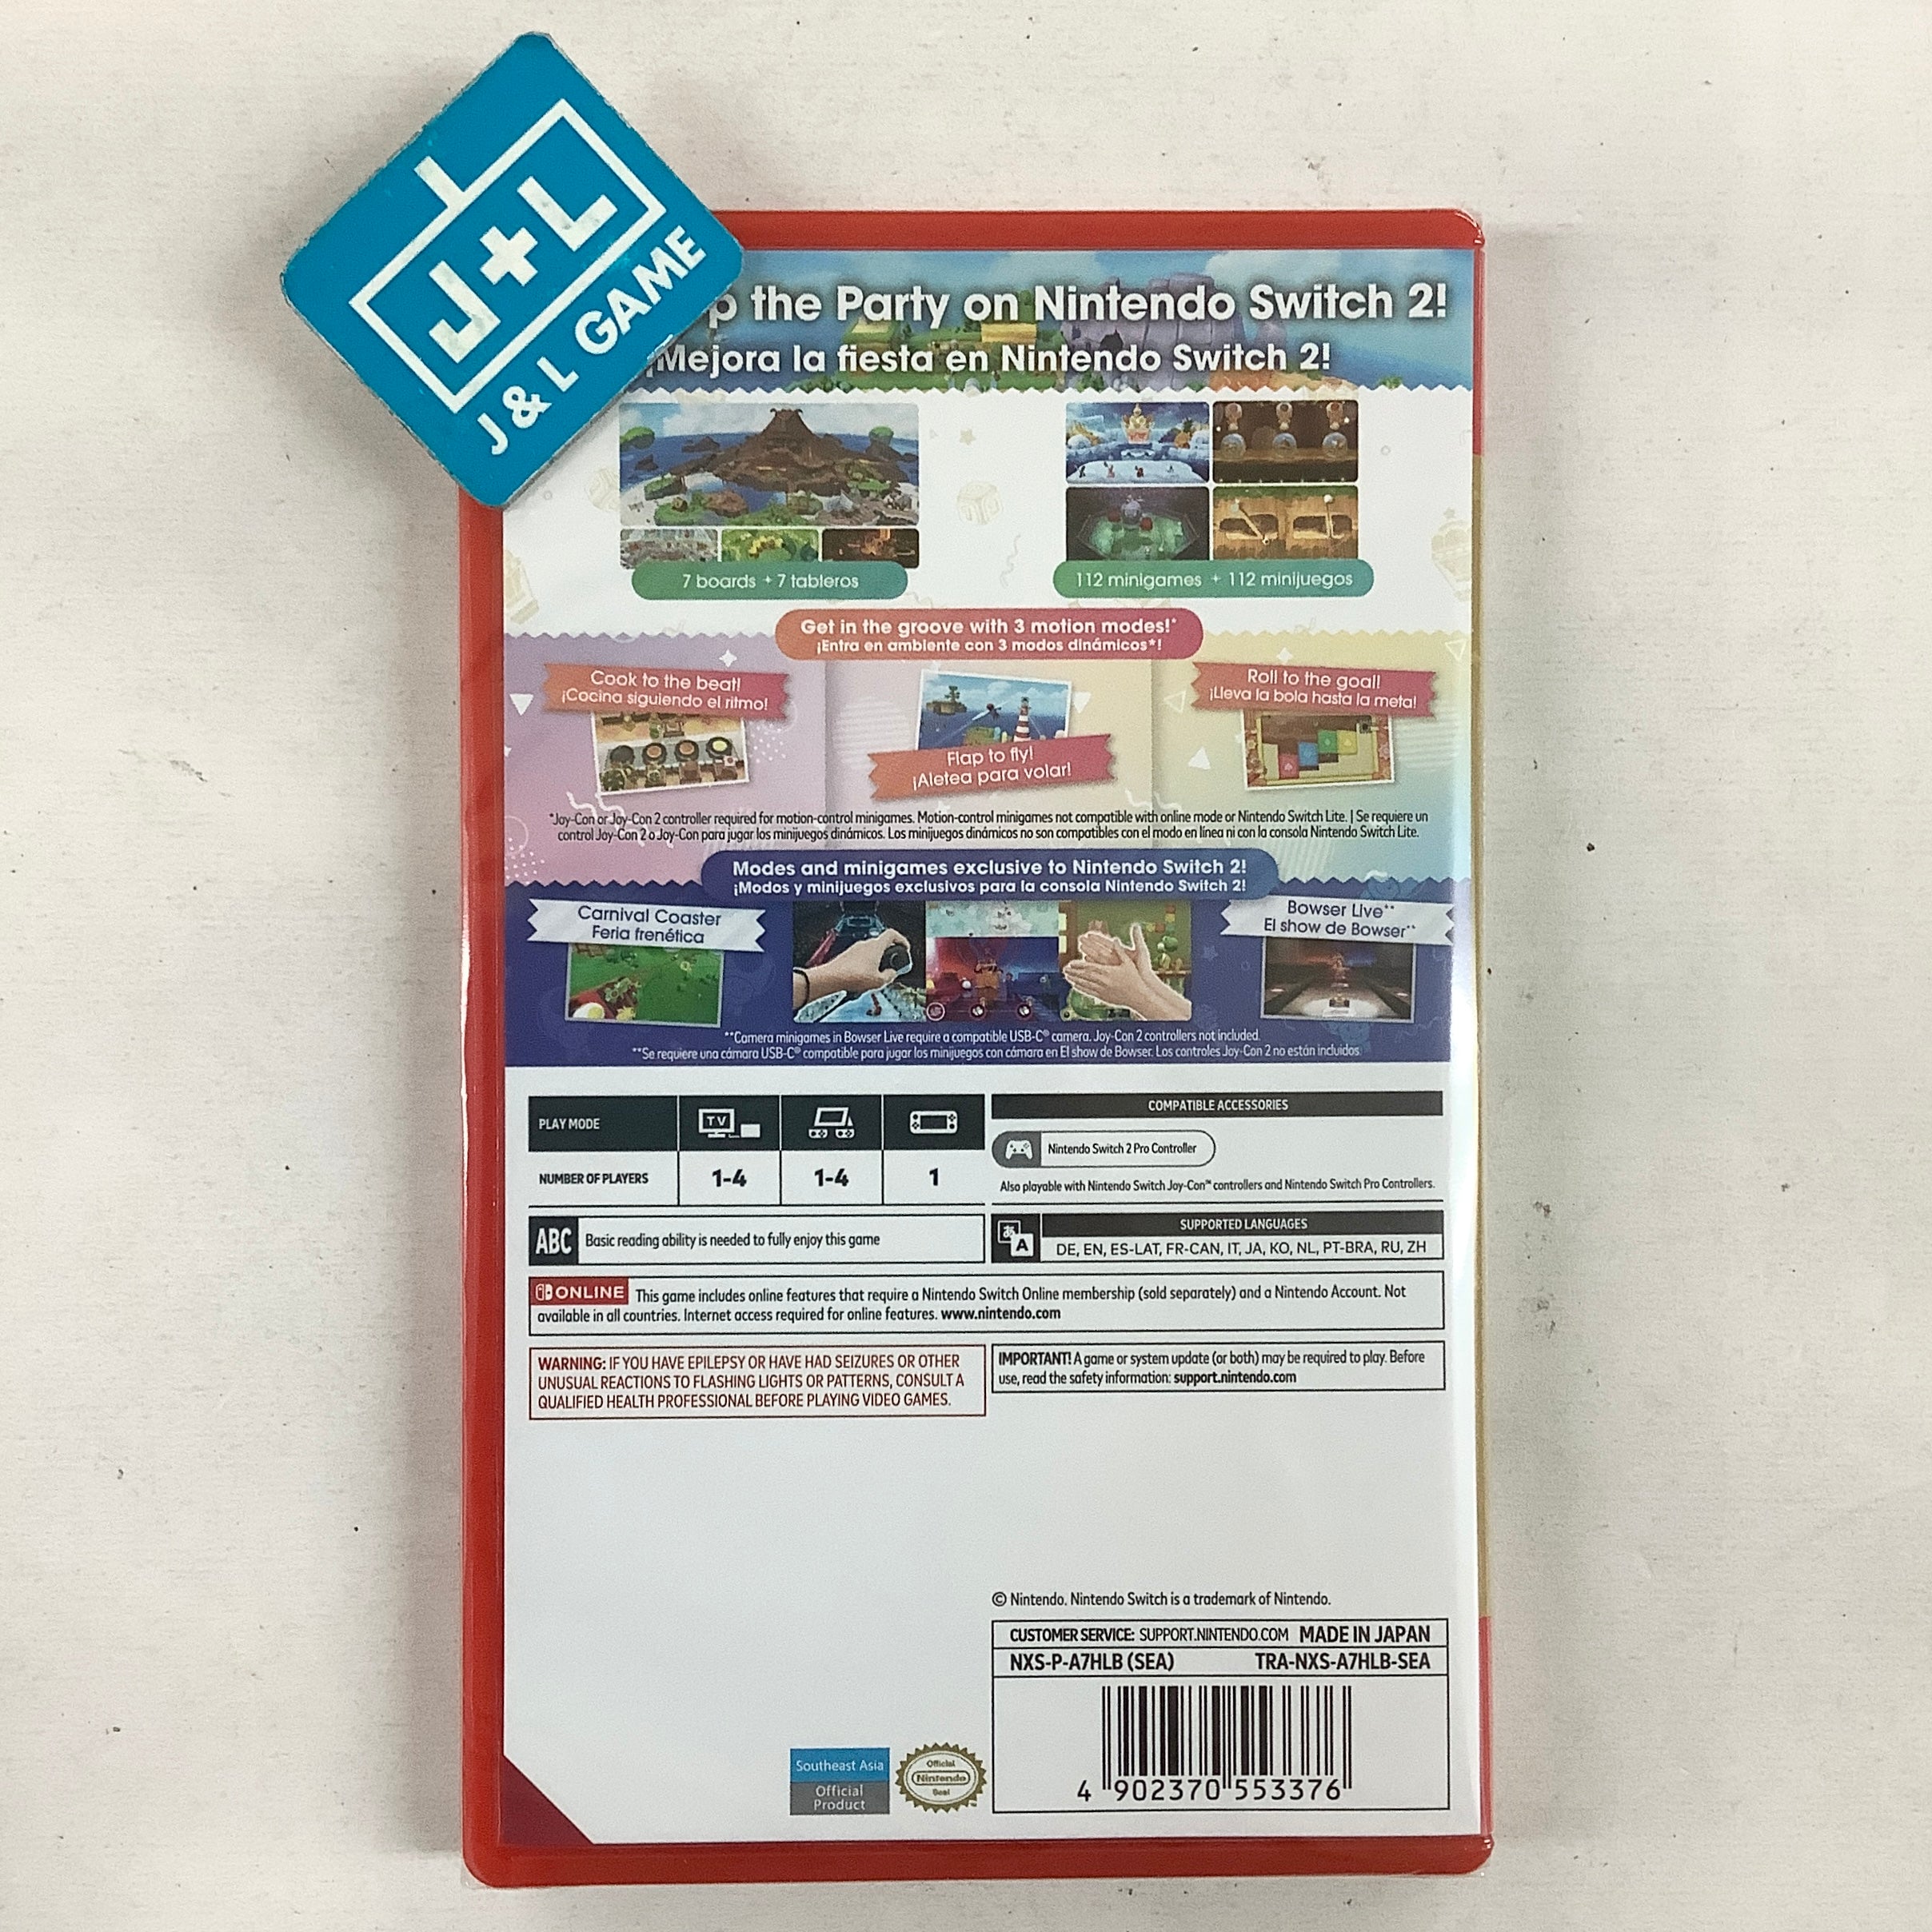 J+L
J & L GAME
the Party on Nintendo Switch 2!
¡Mejora la fiesta en Nintendo Switch 2!
7 boards + 7 tableros
112 minigames + 112 minijuegos
Get in the groove with 3 motion modes!*
¡Entra en ambiente con 3 modos dinámicos*!
Cook to the beat!
¡Cocina siguiendo el ritmo!
Flap to fly!
¡Aletea para volar!
Roll to the goal!
¡Lleva la bola hasta la meta!
*Joy-Con or Joy-Con 2 controller required for motion-control minigames. Motion-control minigames not compatible with online mode or Nintendo Switch Lite. | Se requiere un
control Joy-Con 2 o Joy-Con para jugar los minijuegos dinámicos. Los minijuegos dinámicos no son compatibles con el modo en línea ni con la consola Nintendo Switch Lite.
Modes and minigames exclusive to Nintendo Switch 2!
¡Modos y minijuegos exclusivos para la consola Nintendo Switch 2!
Carnival Coaster
Feria frenética
Bowser Live**
El show de Bowser**
**Camera minigames in Bowser Live require a compatible USB-C® camera. Joy-Con 2 controllers not included.
**Se requiere una cámara USB-C® compatible para jugar los minijuegos con cámara en El show de Bowser. Los controles Joy-Con 2 no están incluidos.
PLAY MODE
TV
NUMBER OF PLAYERS
1-4
1-4
1
COMPATIBLE ACCESSORIES
Nintendo Switch 2 Pro Controller
Also playable with Nintendo Switch Joy-Con™ controllers and Nintendo Switch Pro Controllers.
ABC Basic reading ability is needed to fully enjoy this game
あA
SUPPORTED LANGUAGES
DE, EN, ES-LAT, FR-CAN, IT, JA, KO, NL, PT-BRA, RU, ZH
ONLINE This game includes online features that require a Nintendo Switch Online membership (sold separately) and a Nintendo Account. Not
available in all countries. Internet access required for online features. www.nintendo.com
WARNING: IF YOU HAVE EPILEPSY OR HAVE HAD SEIZURES OR OTHER
UNUSUAL REACTIONS TO FLASHING LIGHTS OR PATTERNS, CONSULT A
QUALIFIED HEALTH PROFESSIONAL BEFORE PLAYING VIDEO GAMES.
IMPORTANT! A game or system update (or both) may be required to play. Before
use, read the safety information: support.nintendo.com
© Nintendo. Nintendo Switch is a trademark of Nintendo.
CUSTOMER SERVICE: SUPPORT.NINTENDO.COM MADE IN JAPAN
NXS-P-A7HLB (SEA) TRA-NXS-A7HLB-SEA
4 902370 553376
Southeast Asia
Official
Product
Official
Nintendo
Seal